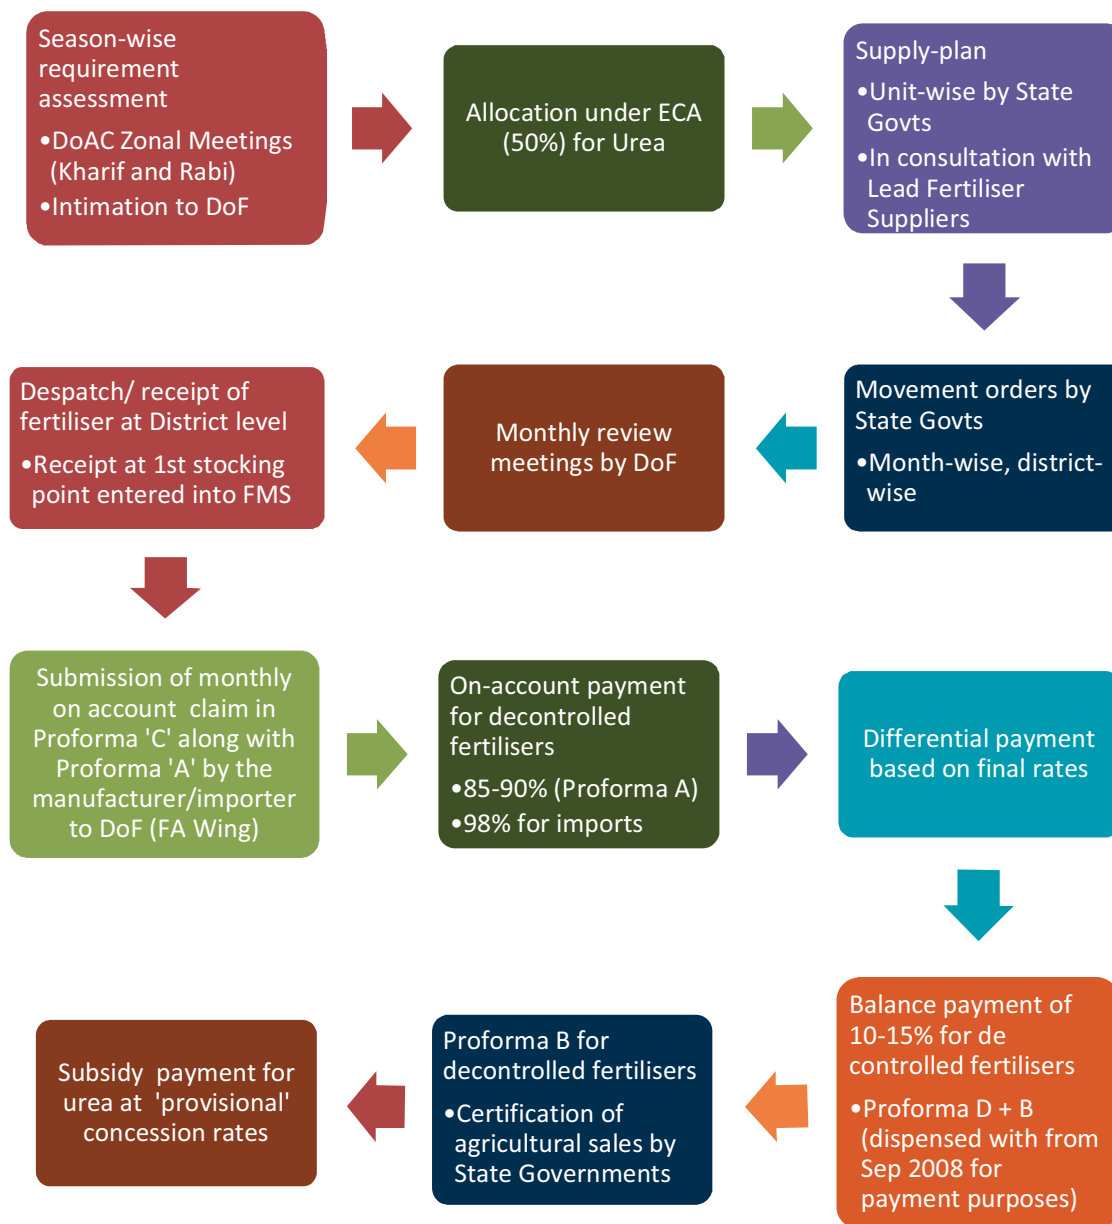 Season-wise
requirement
assessment
•DoAC Zonal Meetings
(Kharif and Rabi)
•Intimation to DoF
Allocation under ECA
(50%) for Urea
Supply-plan
•Unit-wise by State
Govts
•In consultation with
Lead Fertiliser
Suppliers
Movement orders by
State Govts
•Month-wise, district-
wise
Monthly review
meetings by DoF
Despatch/ receipt of
fertiliser at District level
•Receipt at 1st stocking
point entered into FMS
Submission of monthly
on account claim in
Proforma 'C' along with
Proforma 'A' by the
manufacturer/importer
to DoF (FA Wing)
On-account payment
for decontrolled
fertilisers
•85-90% (Proforma A)
•98% for imports
Differential payment
based on final rates
Balance payment of
10-15% for de
controlled fertilisers
•Proforma D + B
(dispensed with from
Sep 2008 for
payment purposes)
Proforma B for
decontrolled fertilisers
•Certification of
agricultural sales by
State Governments
Subsidy payment for
urea at 'provisional'
concession rates